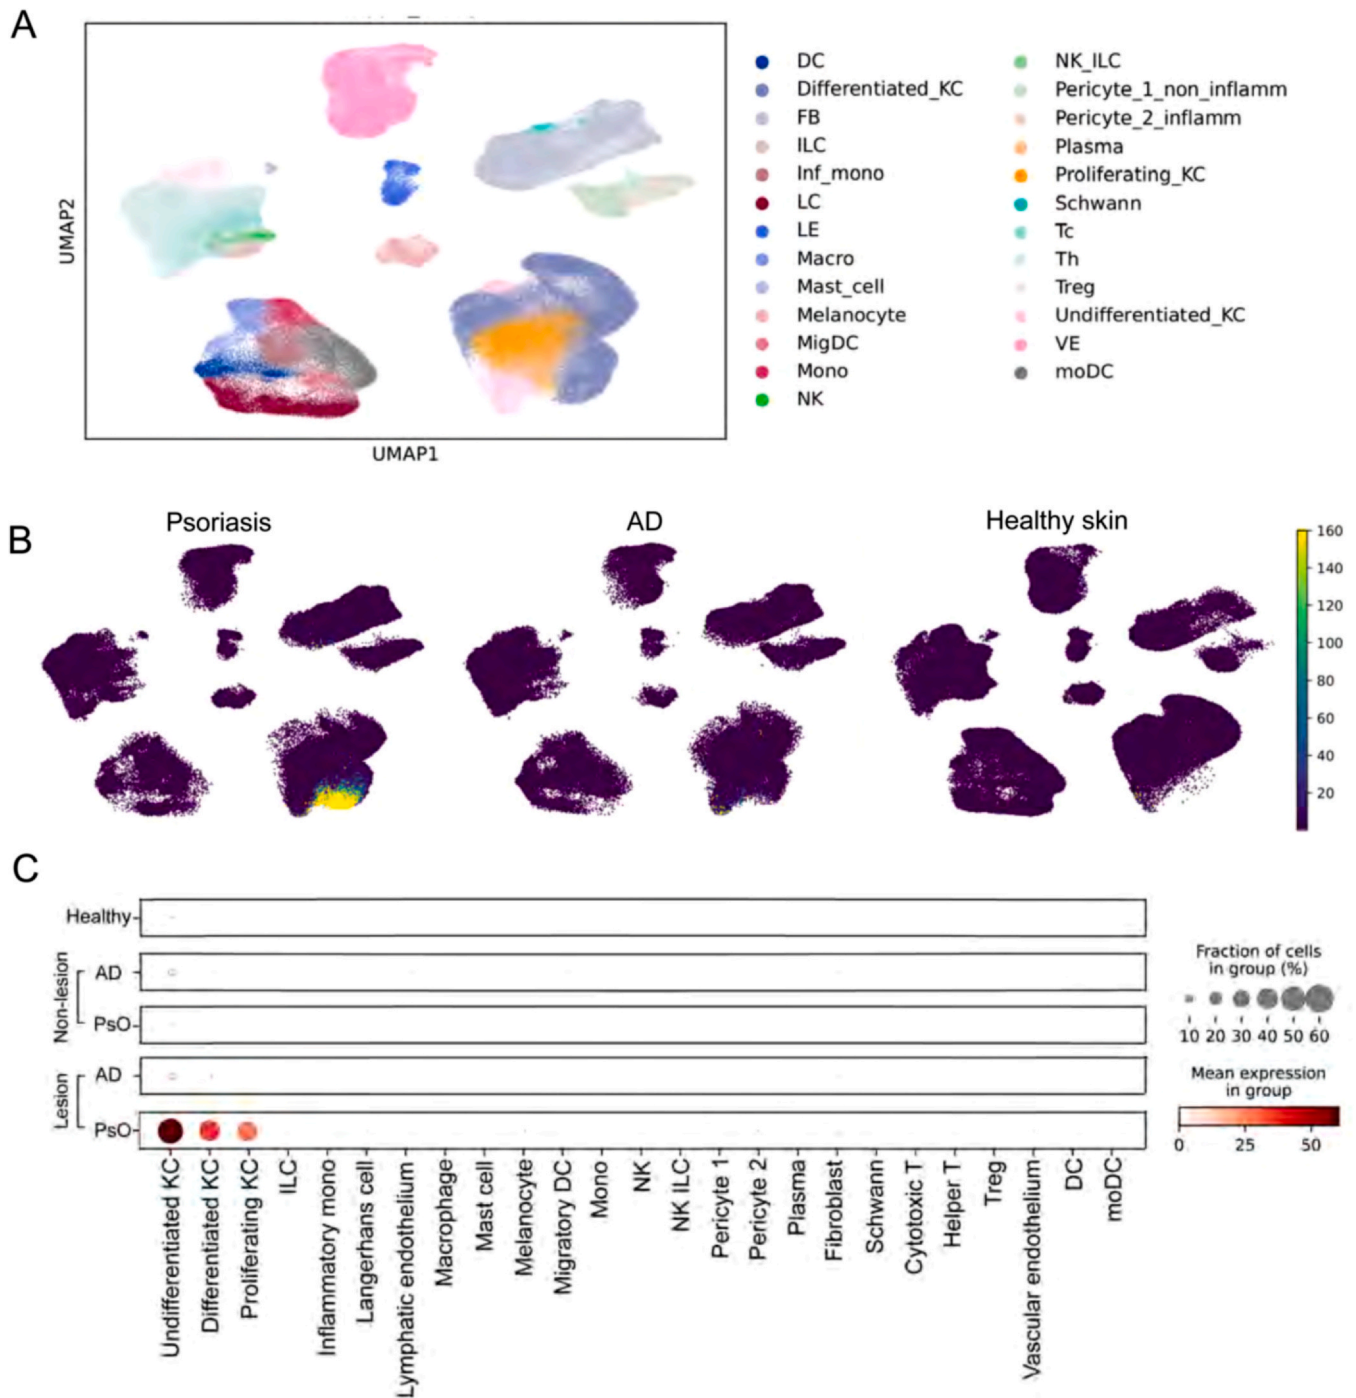 A
DC
Differentiated_KC
FB
ILC
Inf_mono
LC
LE
Macro
Mast_cell
Melanocyte
MigDC
Mono
NK
NK_ILC
Pericyte_1_non_inflamm
Pericyte_2_inflamm
Plasma
Proliferating_KC
Schwann
Tc
Th
Treg
Undifferentiated_KC
VE
moDC
UMAP2
UMAP1
B
Psoriasis
AD
Healthy skin
160
140
120
100
80
60
40
20
C
Healthy
Non-lesion
AD
PsO
Lesion
AD
PsO
Fraction of cells
in group (%)
10 20 30 40 50 60
Mean expression
in group
0 25 50
Undifferentiated KC
Differentiated KC
Proliferating KC
ILC
Inflammatory mono
Langerhans cell
Lymphatic endothelium
Macrophage
Mast cell
Melanocyte
Migratory DC
Mono
NK
NK ILC
Pericyte 1
Pericyte 2
Plasma
Fibroblast
Schwann
Cytotoxic T
Helper T
Treg
Vascular endothelium
DC
moDC